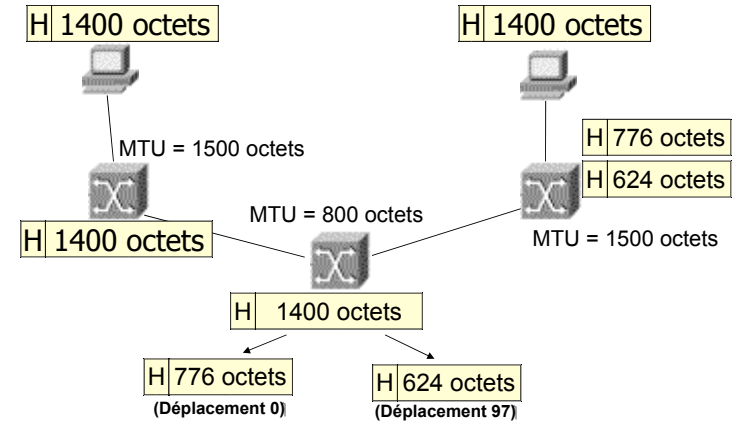 H 1400 octets
H 1400 octets
MTU = 1500 octets
H 776 octets
H 624 octets
MTU = 800 octets
H 1400 octets
MTU = 1500 octets
H 1400 octets
H 776 octets
(Déplacement 0)
H 624 octets
(Déplacement 97)